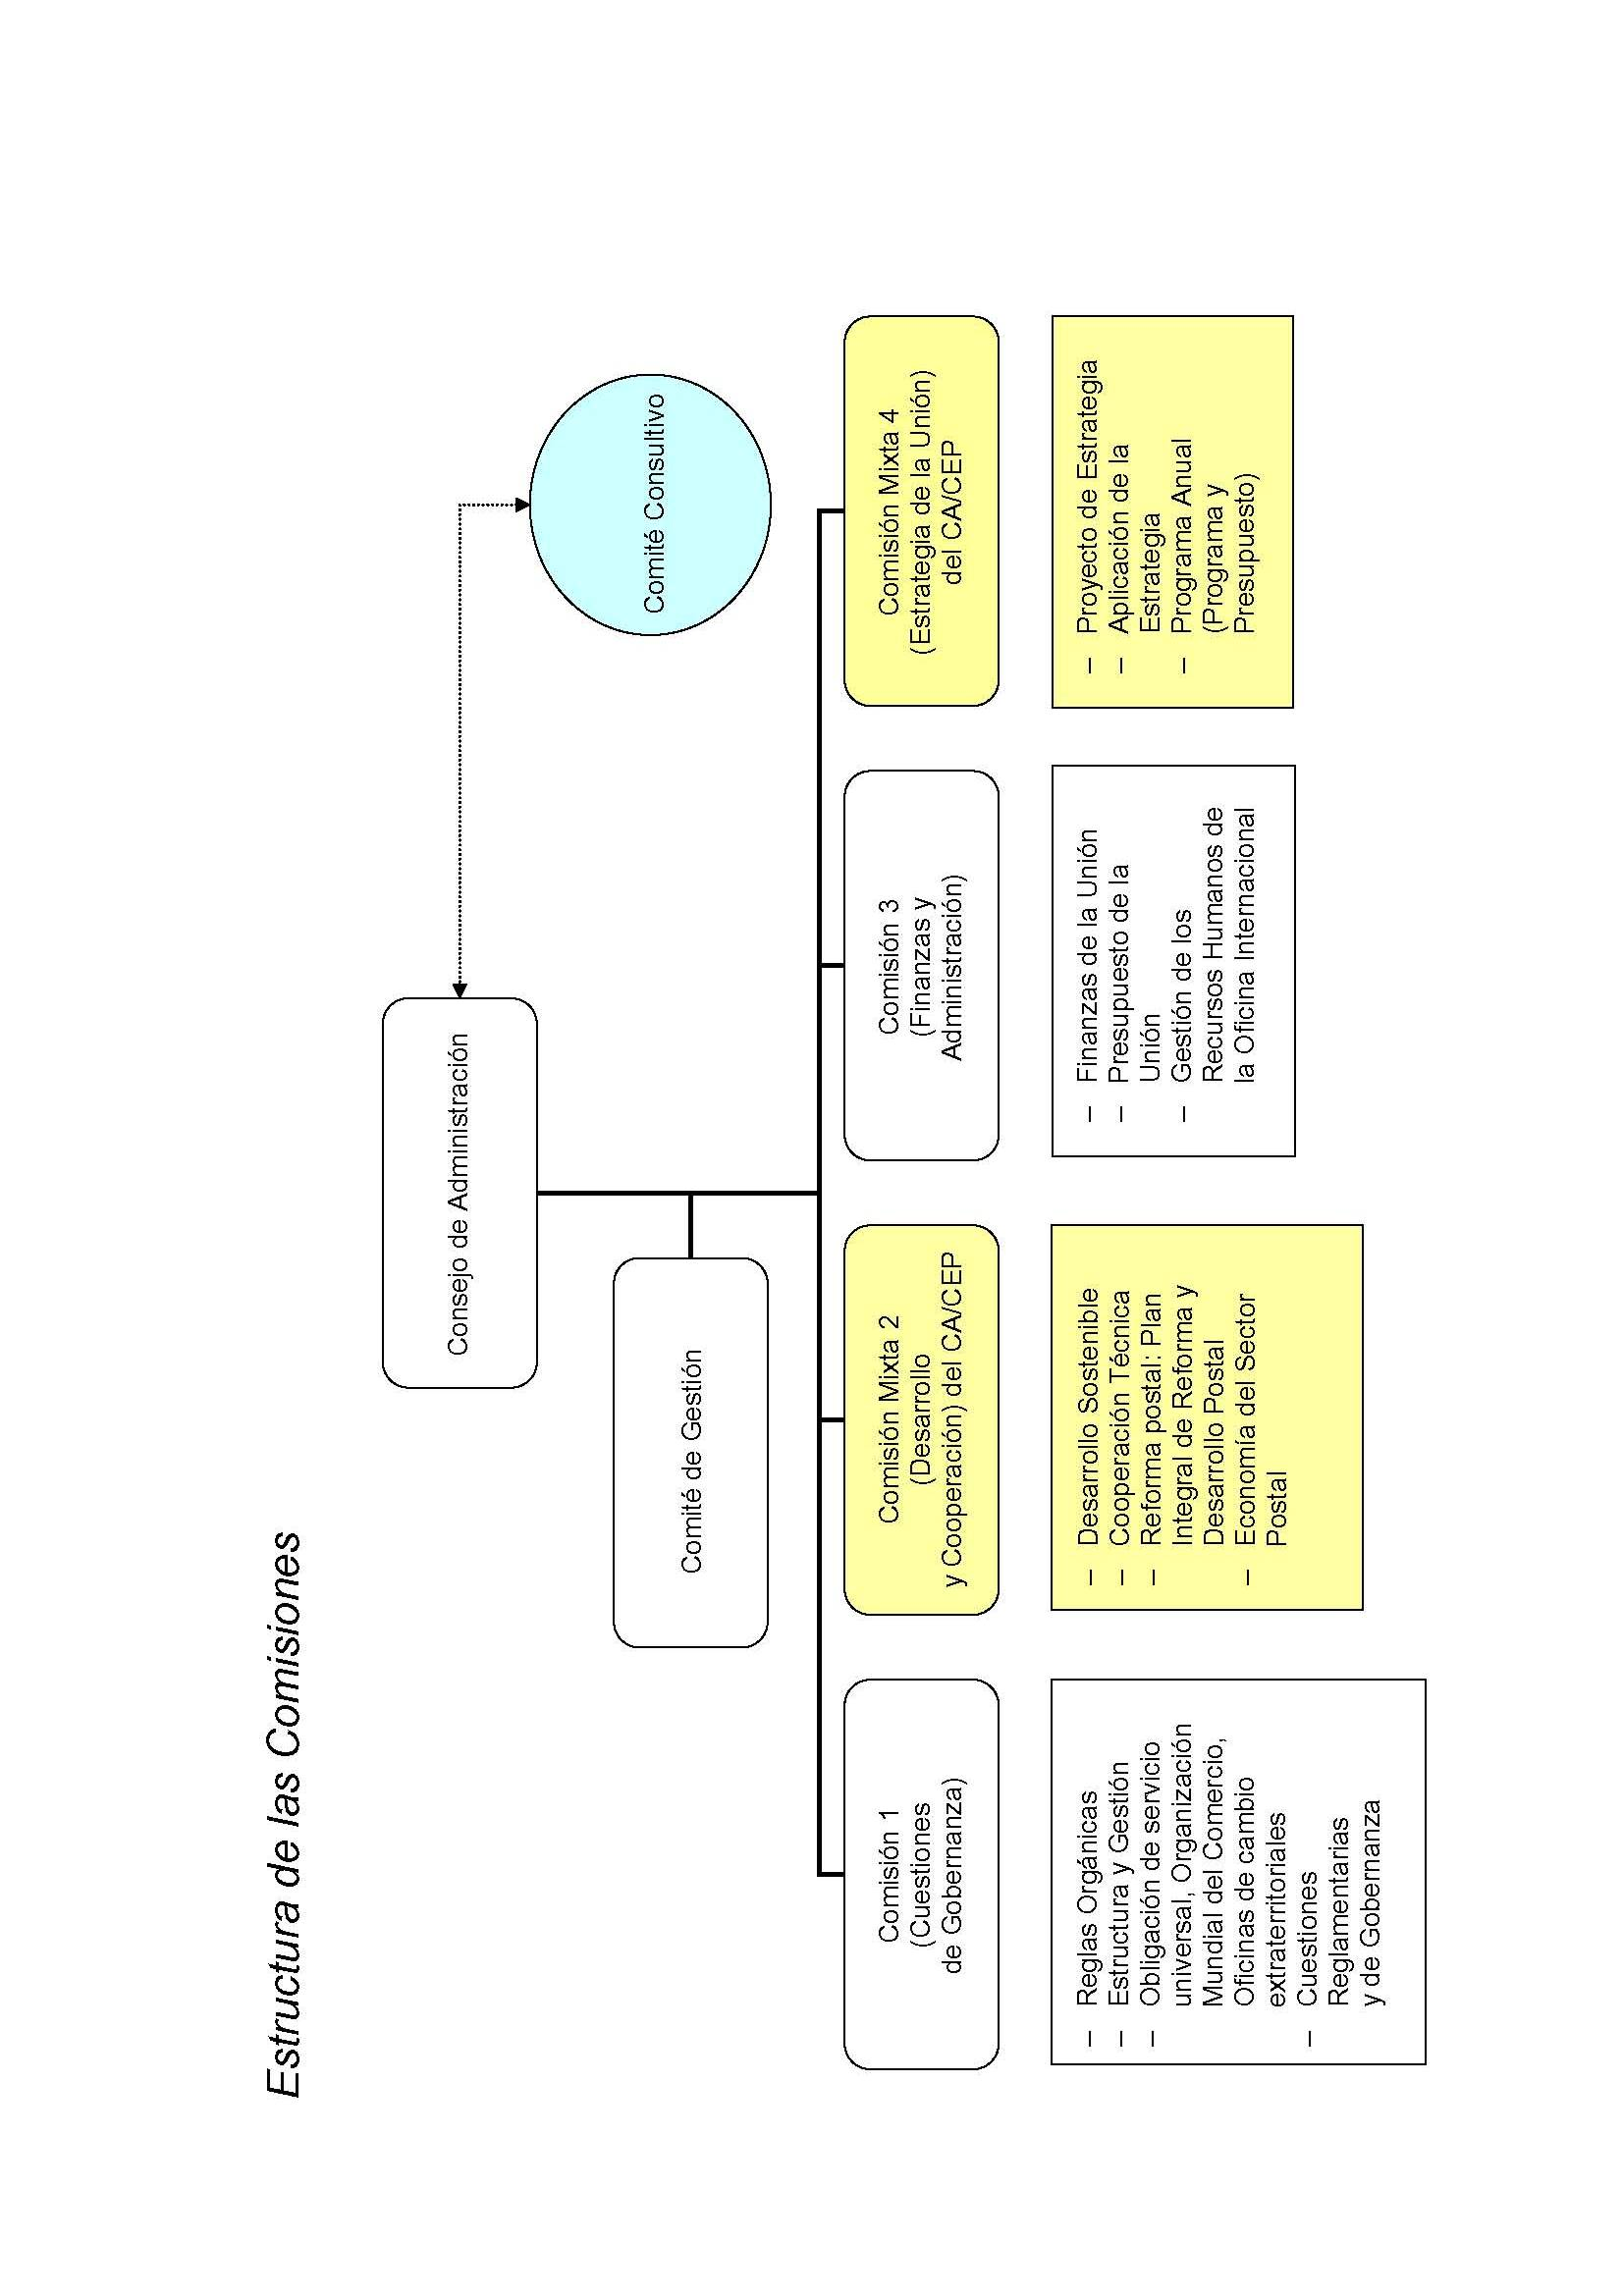 Estructura de las Comisiones
Consejo de Administración
Comité Consultivo
Comité de Gestión
Comisión 1
(Cuestiones
de Gobernanza)
Comisión Mixta 2
(Desarrollo
y Cooperación) del CA/CEP
Comisión 3
(Finanzas y
Administración)
Comisión Mixta 4
(Estrategia de la Unión)
del CA/CEP
– Reglas Orgánicas
– Estructura y Gestión
– Obligación de servicio
universal, Organización
Mundial del Comercio,
Oficinas de cambio
extraterritoriales
– Cuestiones
Reglamentarias
y de Gobernanza
– Desarrollo Sostenible
– Cooperación Técnica
– Reforma postal: Plan
Integral de Reforma y
Desarrollo Postal
– Economía del Sector
Postal
– Finanzas de la Unión
– Presupuesto de la
Unión
– Gestión de los
Recursos Humanos de
la Oficina Internacional
– Proyecto de Estrategia
– Aplicación de la
Estrategia
– Programa Anual
(Programa y
Presupuesto)